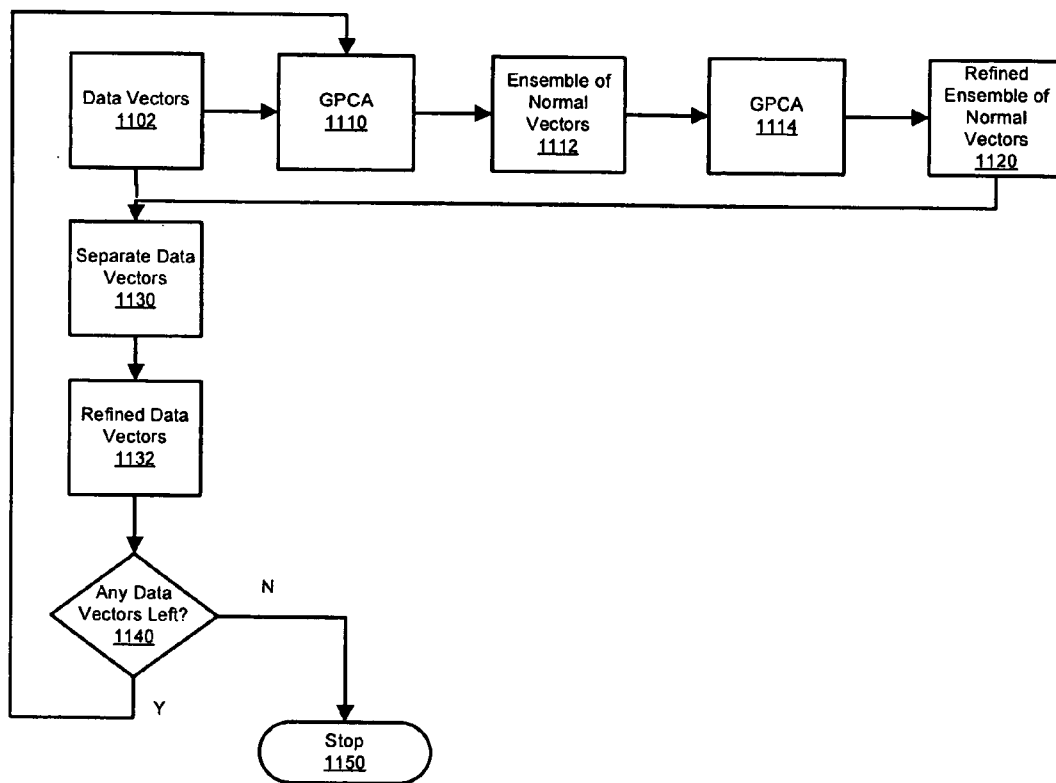 Data Vectors
1102
GPCA
1110
Ensemble of
Normal
Vectors
1112
GPCA
1114
Refined
Ensemble of
Normal
Vectors
1120
Separate Data
Vectors
1130
Refined Data
Vectors
1132
Any Data
Vectors Left?
1140
N
Y
Stop
1150